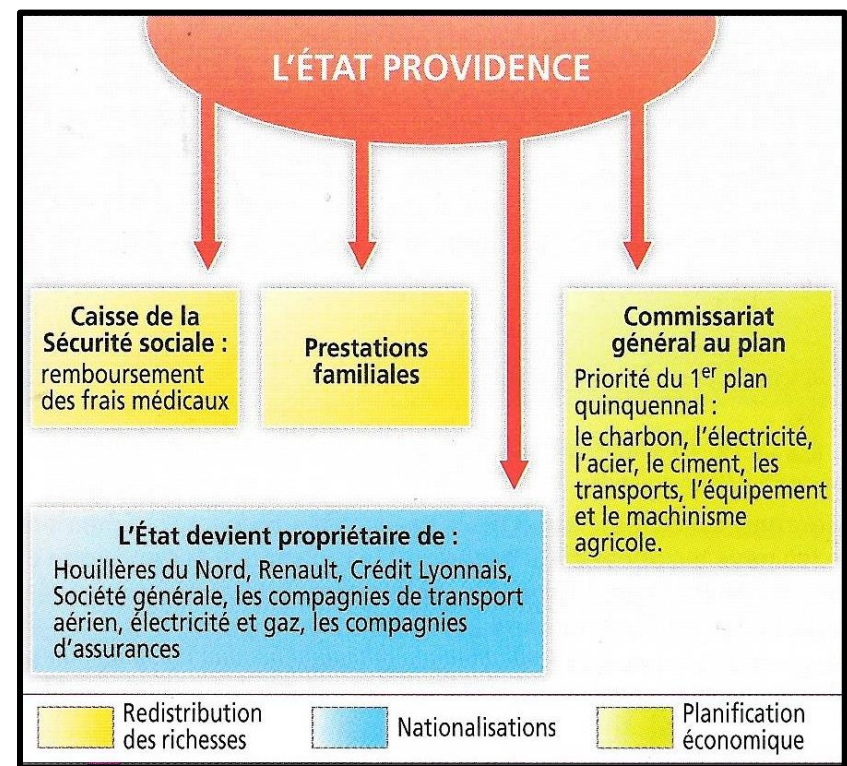 L'ÉTAT PROVIDENCE
Caisse de la
Sécurité sociale :
remboursement
des frais médicaux
Prestations
familiales
Commissariat
général au plan
Priorité du 1er plan
quinquennal :
le charbon, l'électricité,
l'acier, le ciment, les
transports, l'équipement
et le machinisme
agricole.
L'État devient propriétaire de :
Houillères du Nord, Renault, Crédit Lyonnais,
Société générale, les compagnies de transport
aérien, électricité et gaz, les compagnies
d'assurances
Redistribution
des richesses
Nationalisations
Planification
économique